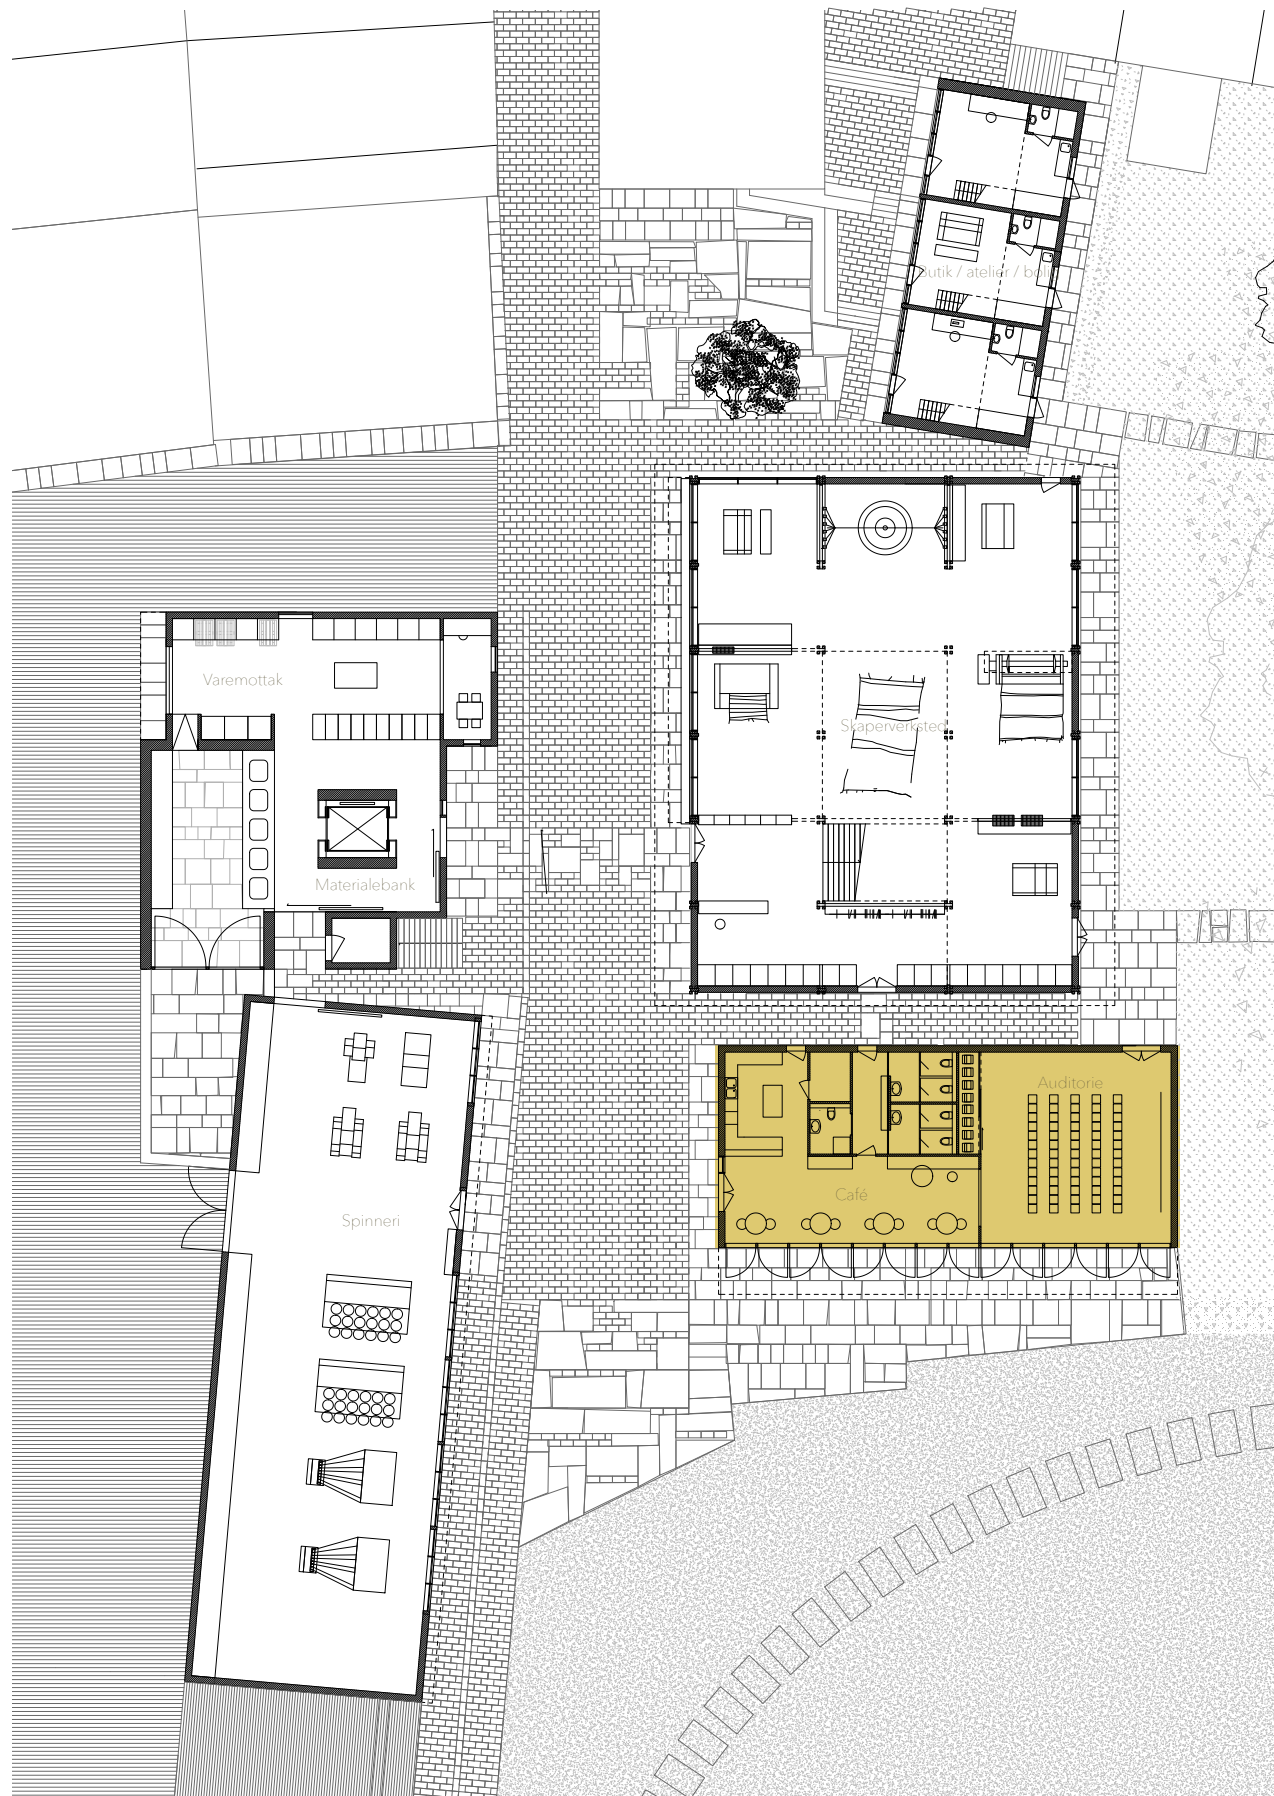 Butik / atelier / bolig
Varemottak
Skaperverksted
Materialebank
Auditorie
Café
Spinneri